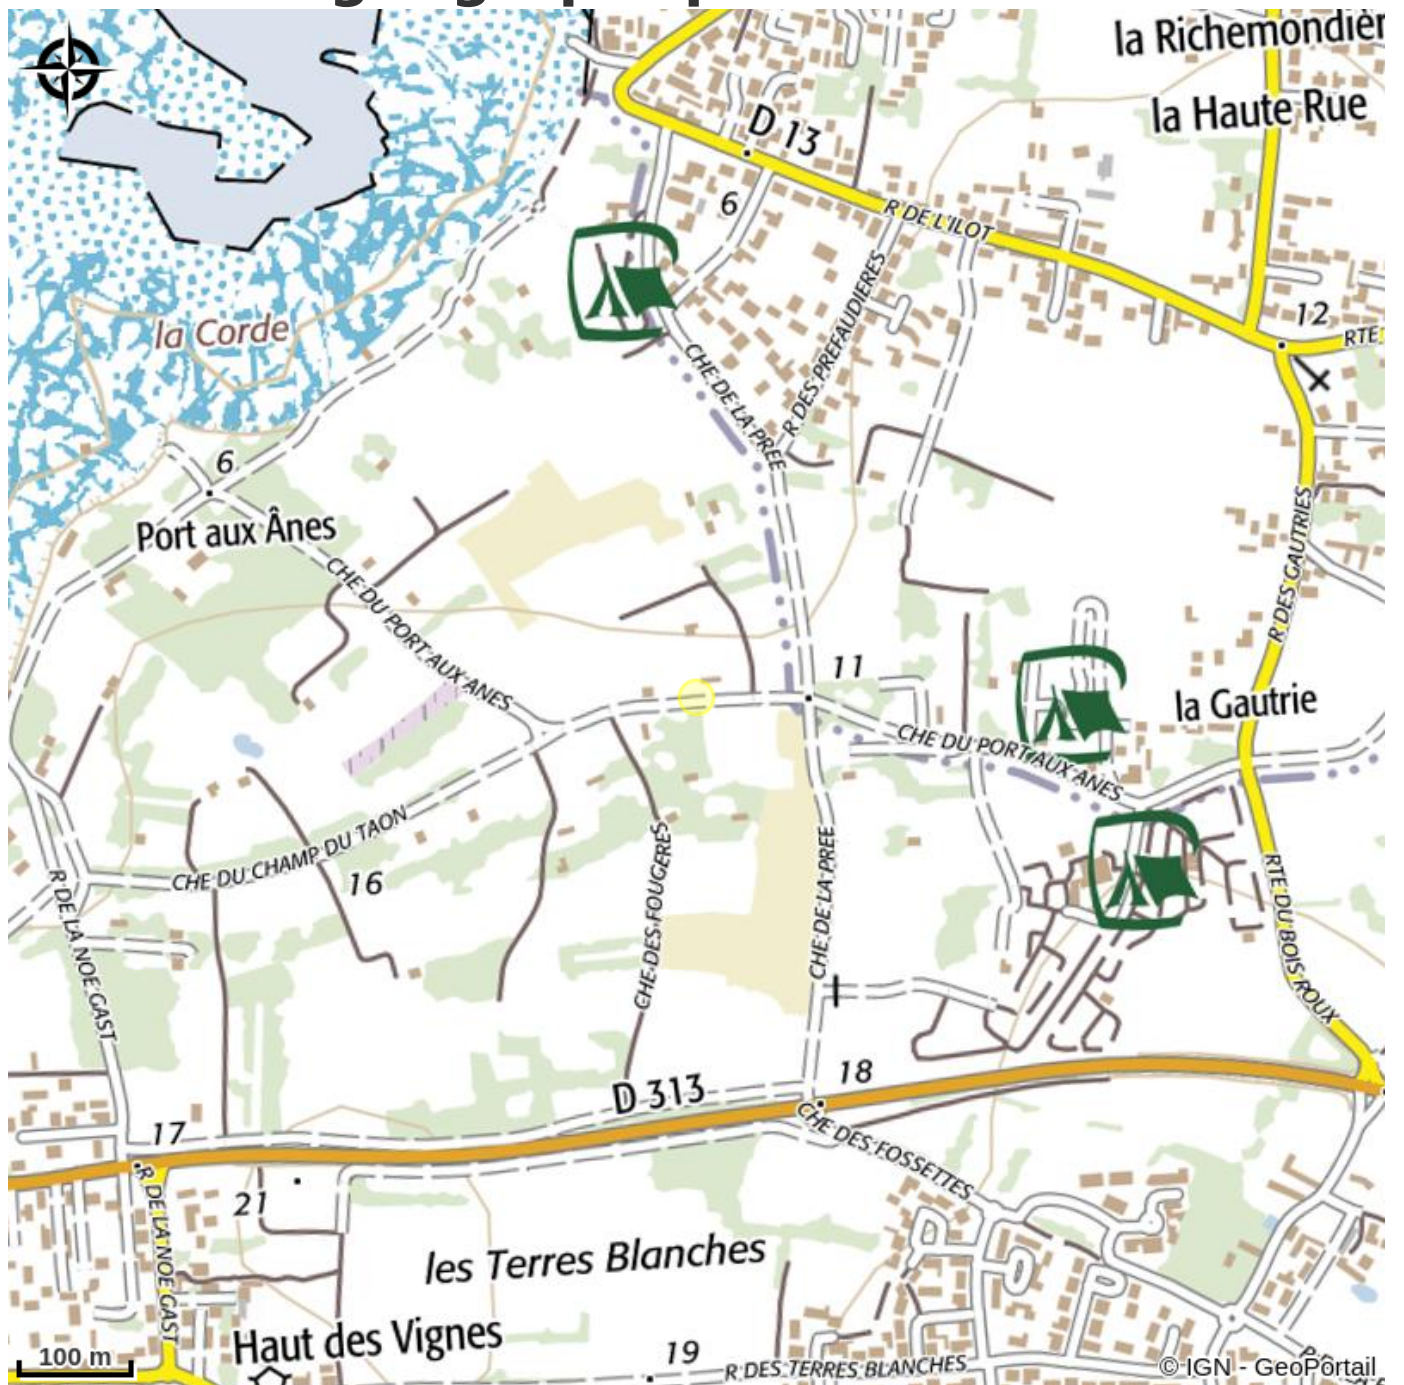 la Richemondièr
la Haute Rue
D 13
6
R DE L'ILOT
12
RTE
R DES PREFAUDIERES
la Corde
CHE DE LA PREE
6
Port aux Ânes
CHE DU PORT AUX ANES
R DES GAUTRIES
11
la Gautrie
CHE DU PORT AUX ANES
CHE DU CHAMP DU TAON
16
CHE DES FOUGERES
CHE DE LA PREE
R DE LA NOE GAST
RTE DU BOIS ROUX
D 313
18
17
CHE DES FOSSETTES
R DE LA NOE GAST
21
les Terres Blanches
Haut des Vignes
19
R DES TERRES BLANCHES
100 m
© IGN - GeoPortail